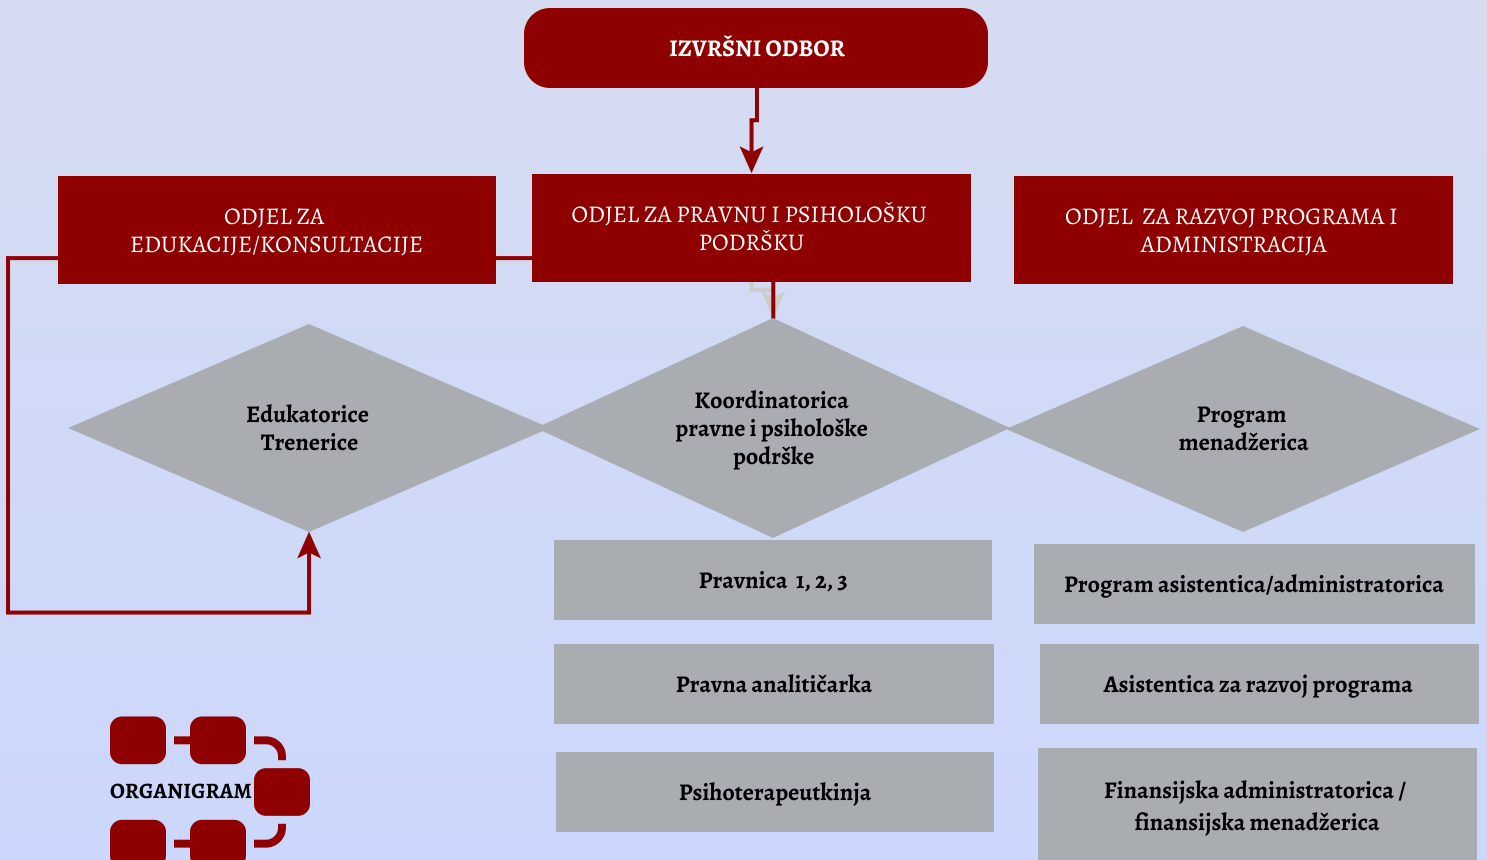 IZVRŠNI ODBOR
ODJEL ZA
EDUKACIJE/KONSULTACIJE
ODJEL ZA PRAVNU I PSIHOLOŠKU
PODRŠKU
ODJEL ZA RAZVOJ PROGRAMA I
ADMINISTRACIJA
Edukatorice
Trenerice
Koordinatorica
pravne i psihološke
podrške
Program
menadžerica
Pravnica 1, 2, 3
Program asistentica/administratorica
Pravna analitičarka
Asistentica za razvoj programa
Psihoterapeutkinja
Finansijska administratorica /
finansijska menadžerica
ORGANIGRAM